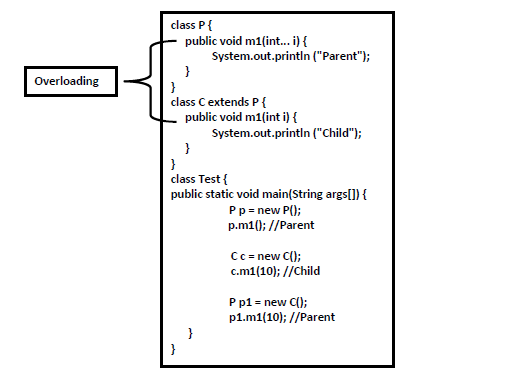 Overloading
class P {
public void m1(int... i) {
System.out.println ("Parent");
}
}
class C extends P {
public void m1(int i) {
System.out.println ("Child");
}
}
class Test {
public static void main(String args[]) {
P p = new P();
p.m1(); //Parent
C c = new C();
c.m1(10); //Child
P p1 = new C();
p1.m1(10); //Parent
}
}